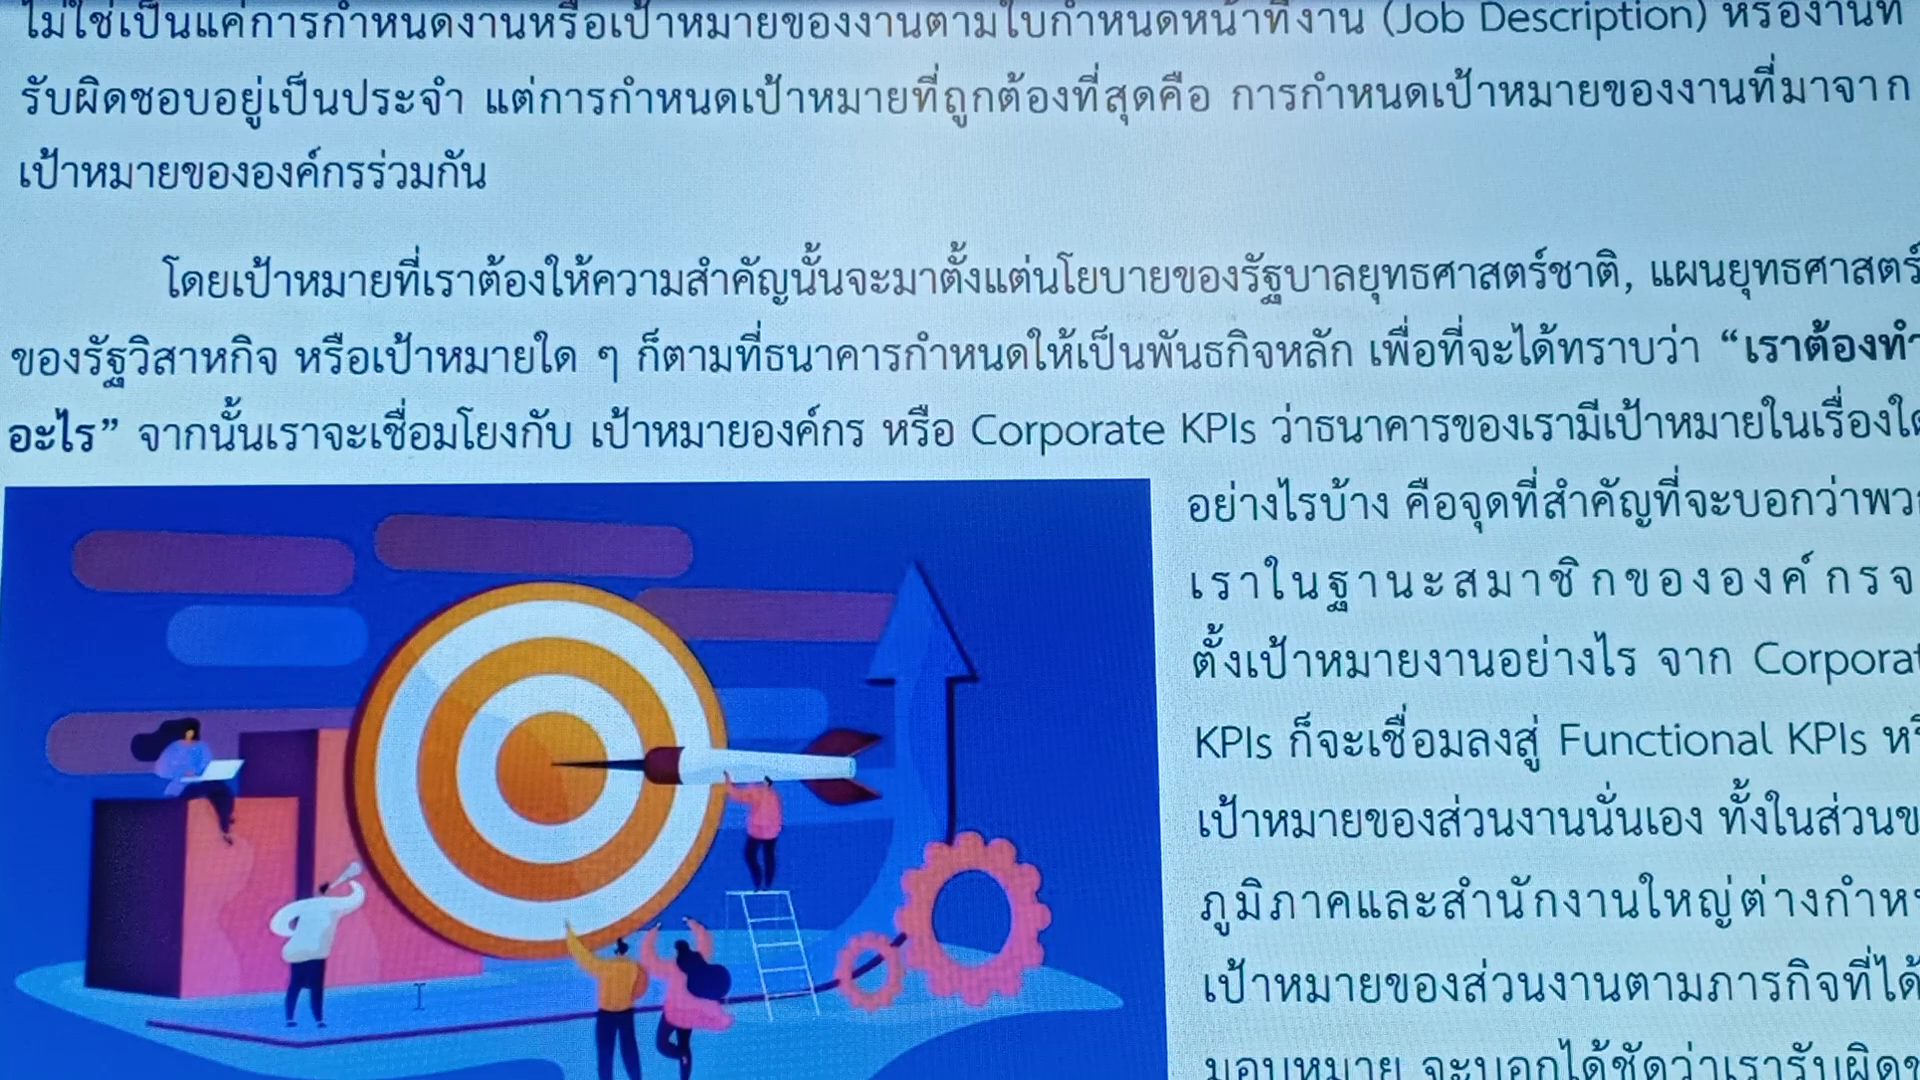 ไม่ใช่เป็นแค่การกำหนดงานหรือเป้าหมายของงานตามใบกำหนดหน้าที่งาน (Job Description) หรืองานที่
รับผิดชอบอยู่เป็นประจำ แต่การกำหนดเป้าหมายที่ถูกต้องที่สุดคือ การกำหนดเป้าหมายของงานที่มาจาก
เป้าหมายขององค์กรร่วมกัน
โดยเป้าหมายที่เราต้องให้ความสำคัญนั้นจะมาตั้งแต่นโยบายของรัฐบาลยุทธศาสตร์ชาติ, แผนยุทธศาสตร์
ของรัฐวิสาหกิจ หรือเป้าหมายใด ๆ ก็ตามที่ธนาคารกำหนดให้เป็นพันธกิจหลัก เพื่อที่จะได้ทราบว่า “เราต้องทำ
อะไร” จากนั้นเราจะเชื่อมโยงกับ เป้าหมายองค์กร หรือ Corporate KPIs ว่าธนาคารของเรามีเป้าหมายในเรื่องใด
อย่างไรบ้าง คือจุดที่สำคัญที่จะบอกว่า
เราในฐานะสมาชิกขององค์กร
ตั้งเป้าหมายงานอย่างไร จาก
KPIs ก็จะเชื่อมลงสู่ Functional KPIs
เป้าหมายของส่วนงานนั่นเอง ทั้งในส่วน
ภูมิภาคและสำนักงานใหญ่ต่าง
เป้าหมายของส่วนงานตามภารกิจที่ได้
มอบหมาย จะบอกได้ชัดว่าเรา